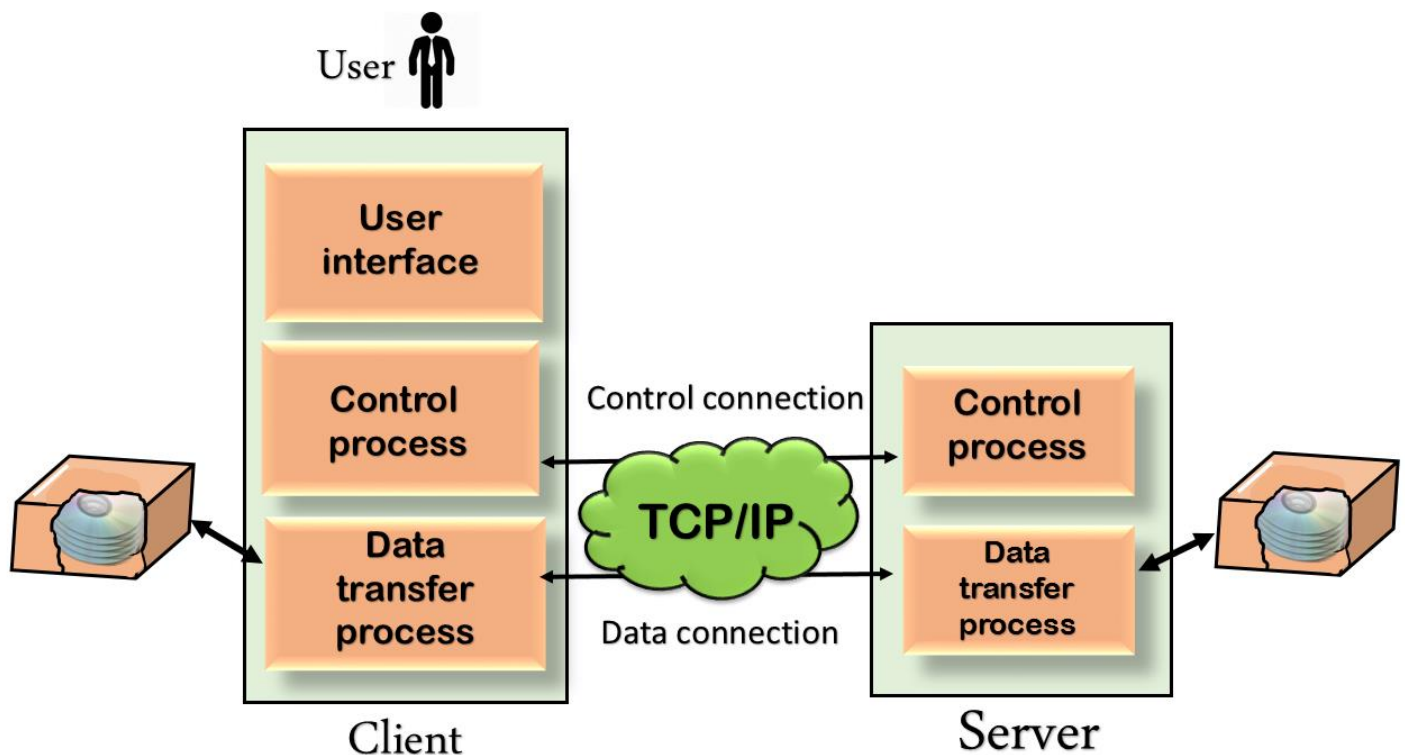 User
User
interface
Control
process
Data
transfer
process
Client
Control connection
TCP/IP
Data connection
Control
process
Data
transfer
process
Server